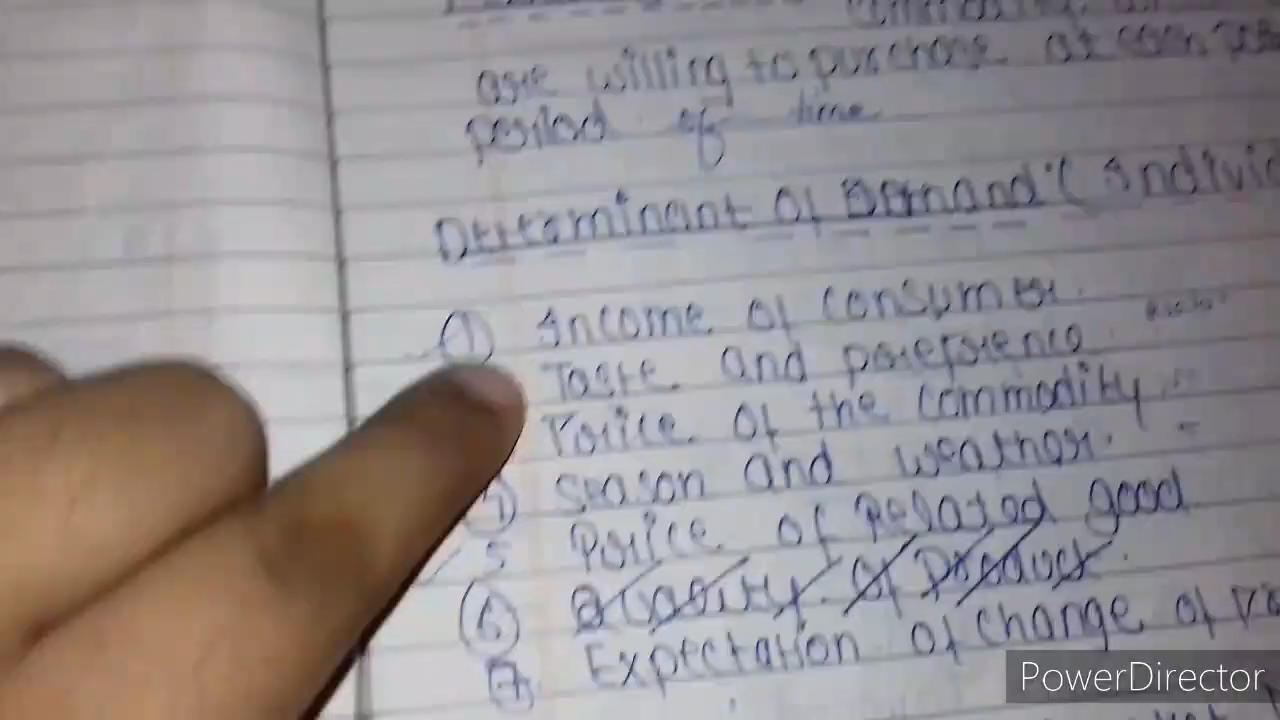 are willing to purchase at
period of time
Determinant of Demand (Individ
① Income of consumer.
Taste and preference
Price of the commodity
Season and weather.
5 Price of Related good
⑥ Quality of Product.
⑦ Expectation of change of
PowerDirector